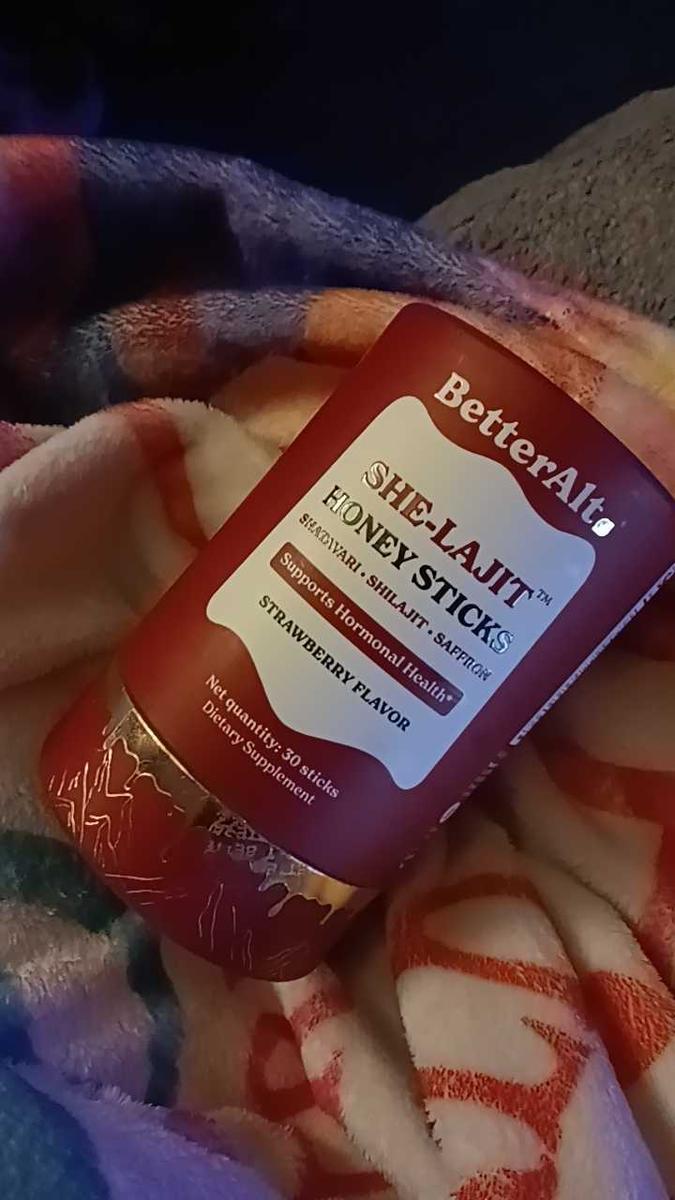 BetterAlt.
SHE-LAJIT™
HONEY STICKS
SHATAVARI • SHILAJIT • SAFFRON
Supports Hormonal Health*
STRAWBERRY FLAVOR
Net quantity: 30 sticks
Dietary Supplement